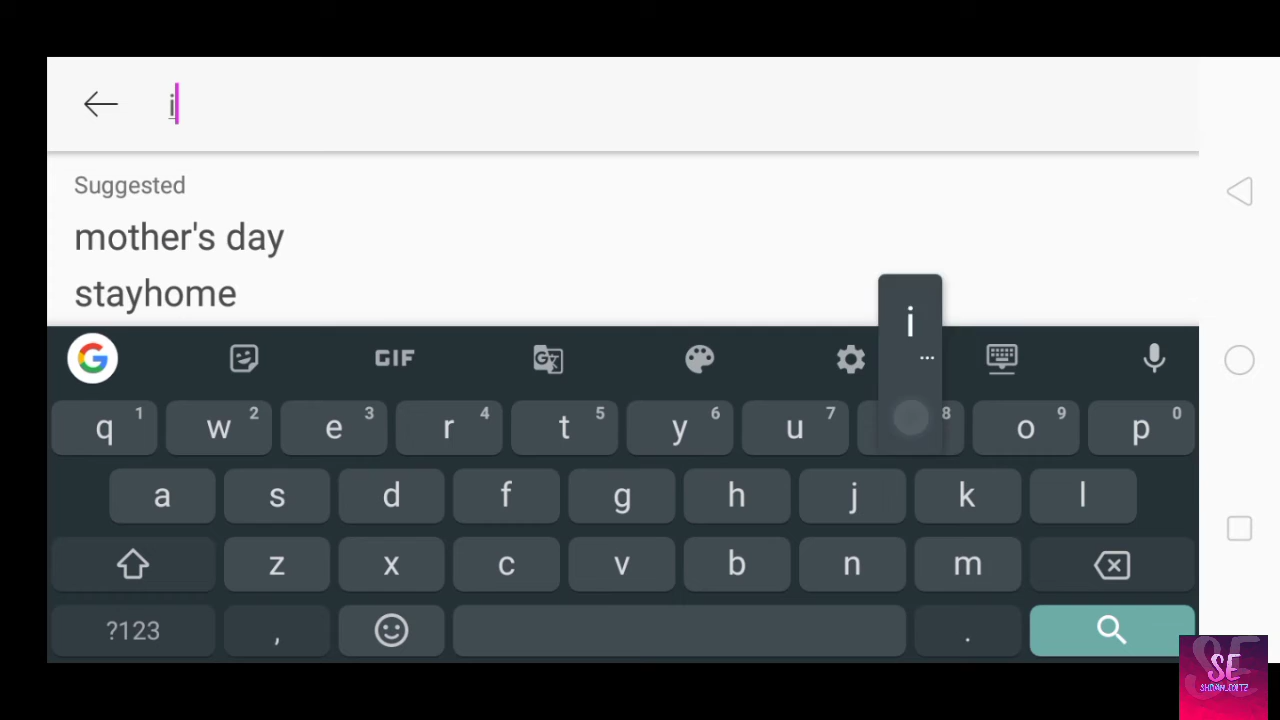 i
Suggested
mother's day
stayhome
i
...
GIF
q 1 w 2 e 3 r 4 t 5 y 6 u 7 8 o 9 p 0
a s d f g h j k l
z x c v b n m
?123 , .
SE